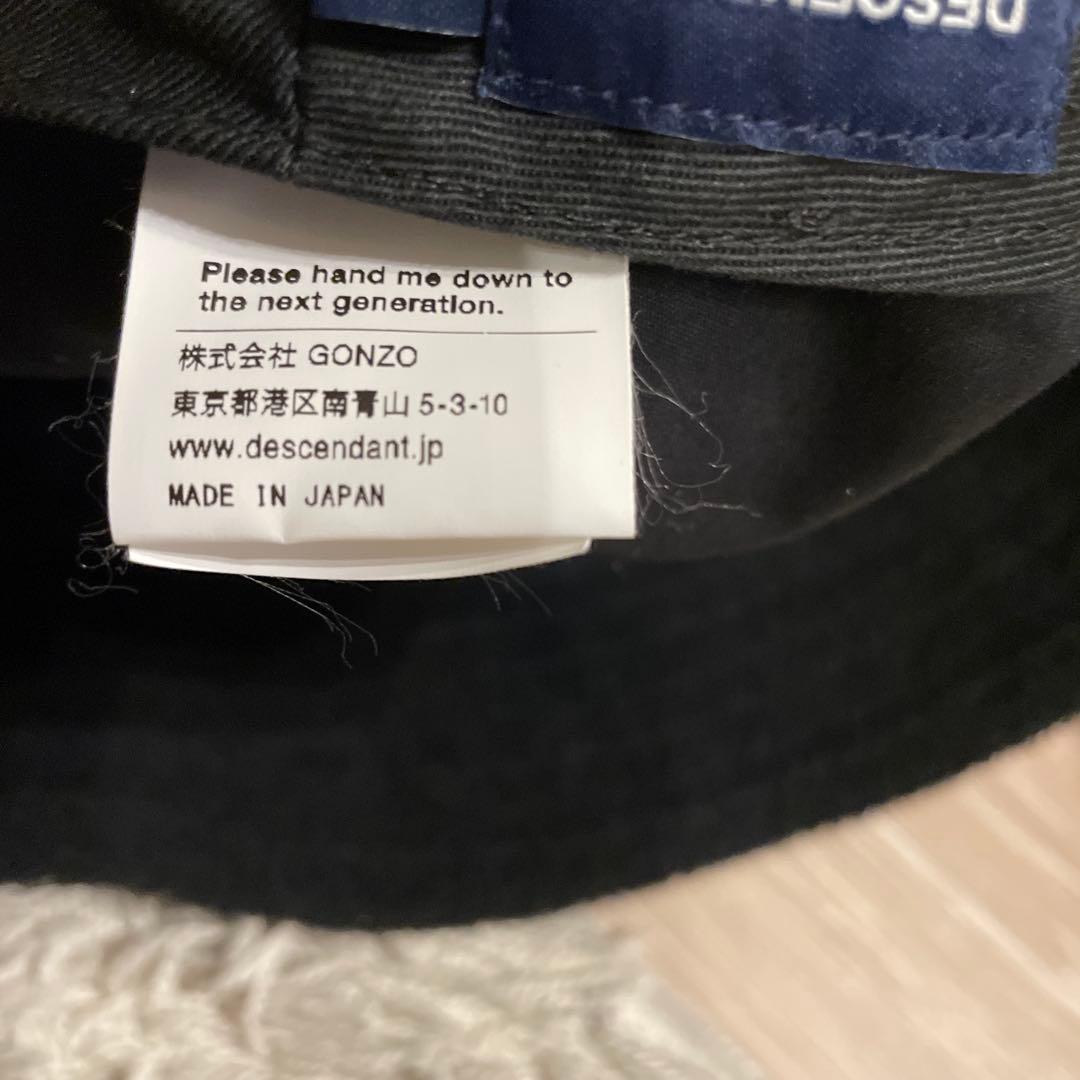 Please hand me down to
the next generation.
株式会社 GONZO
東京都港区南青山 5-3-10
www.descendant.jp
MADE IN JAPAN